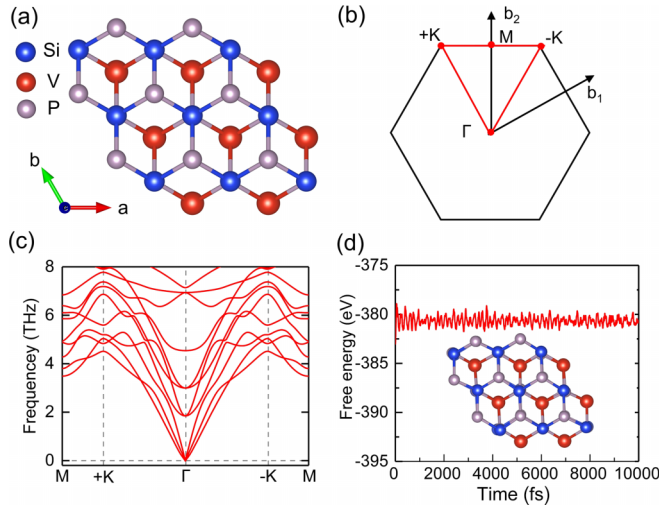 (a)
Si
V
P
b
a
(b)
b2
+K
M
-K
b1
Γ
(c)
Frequencey (THz)
8
6
4
2
0
M
+K
Γ
-K
M
(d)
Free energy (eV)
-375
-380
-385
-390
-395
0
2000
4000
6000
8000
10000
Time (fs)